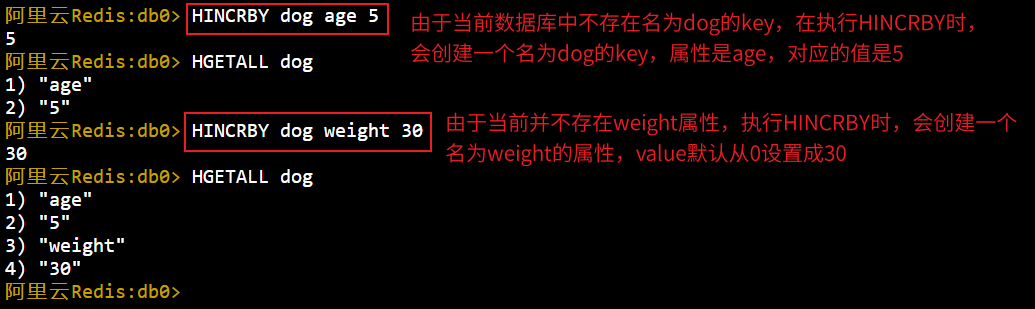 阿里云Redis:db0> HINCRBY dog age 5
由于当前数据库中不存在名为dog的key，在执行HINCRBY时，
会创建一个名为dog的key，属性是age，对应的值是5
5
阿里云Redis:db0> HGETALL dog
1) "age"
2) "5"
阿里云Redis:db0> HINCRBY dog weight 30
由于当前并不存在weight属性，执行HINCRBY时，会创建一个
名为weight的属性，value默认从0设置成30
30
阿里云Redis:db0> HGETALL dog
1) "age"
2) "5"
3) "weight"
4) "30"
阿里云Redis:db0>